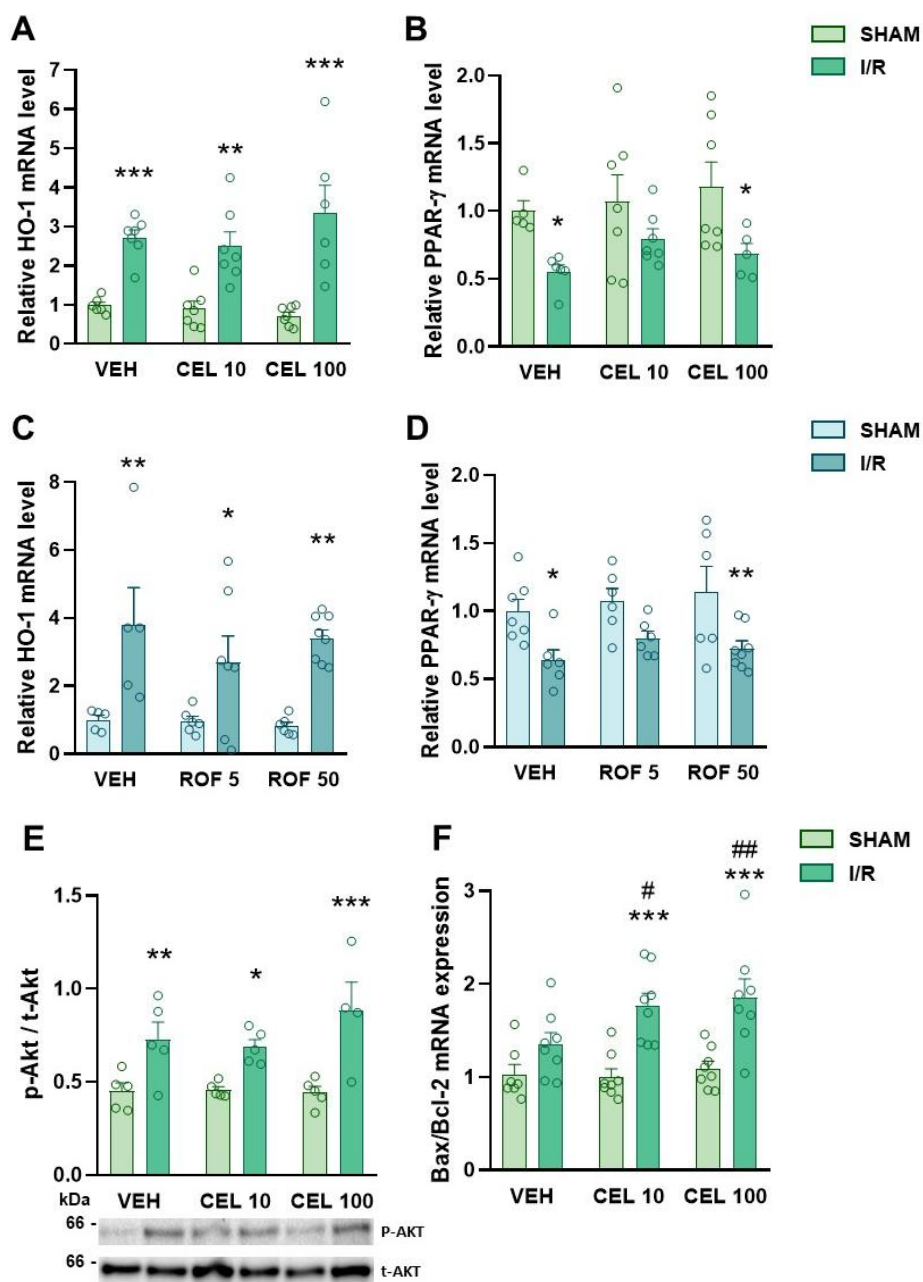 A
B
SHAM
I/R
Relative HO-1 mRNA level
7
6
5
4
3
2
1
0
***
**
***
VEH CEL 10 CEL 100
Relative PPAR-γ mRNA level
2.0
1.5
1.0
0.5
0.0
*
*
VEH CEL 10 CEL 100
C
D
SHAM
I/R
Relative HO-1 mRNA level
8
6
4
2
0
**
*
**
VEH ROF 5 ROF 50
Relative PPAR-γ mRNA level
2.0
1.5
1.0
0.5
0.0
*
**
VEH ROF 5 ROF 50
E
F
SHAM
I/R
p-Akt / t-Akt
1.5
1.0
0.5
0.0
**
*
***
kDa VEH CEL 10 CEL 100
66 - P-AKT
66 - t-AKT
Bax/Bcl-2 mRNA expression
3
2
1
0
#
***
##
***
VEH CEL 10 CEL 100